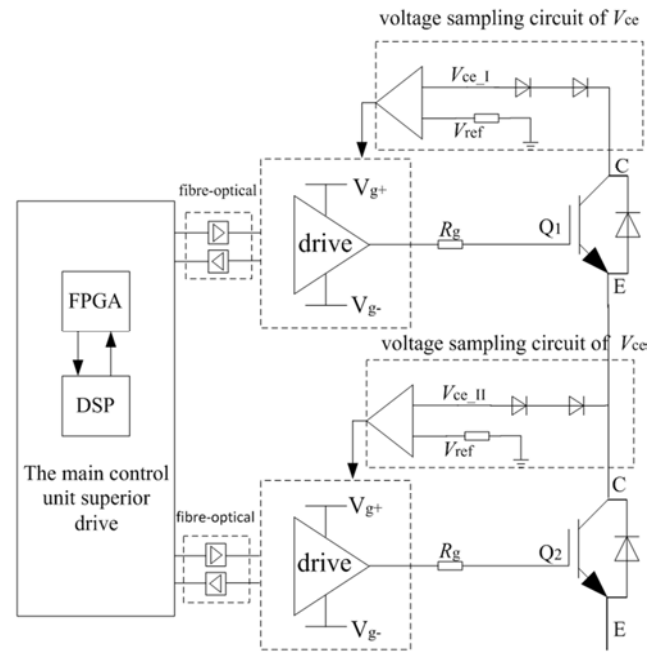 voltage sampling circuit of Vce
Vce_I
Vref
C
fibre-optical
Vg+
drive
Rg
Q1
Vg-
E
FPGA
DSP
The main control
unit superior
drive
voltage sampling circuit of Vce
Vce_II
Vref
C
fibre-optical
Vg+
drive
Rg
Q2
Vg-
E